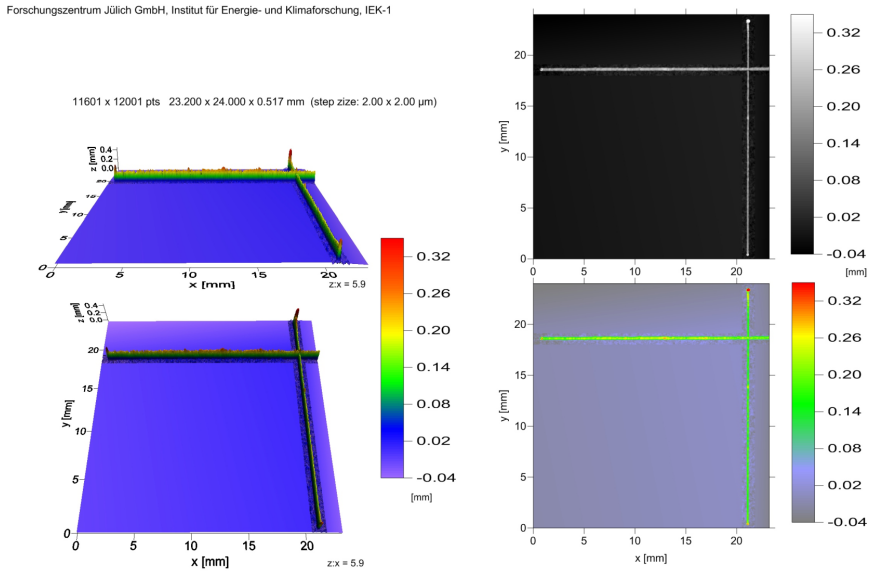 Forschungszentrum Jülich GmbH, Institut für Energie- und Klimaforschung, IEK-1
11601 x 12001 pts 23.200 x 24.000 x 0.517 mm (step zize: 2.00 x 2.00 µm)
z [mm]
0.4
0.2
0.0
20
15
10
5
0
y [mm]
0 5 10 15 20
x [mm]
z:x = 5.9
z [mm]
0.4
0.2
0.0
20
15
10
5
0
y [mm]
0 5 10 15 20
x [mm]
z:x = 5.9
0.32
0.26
0.20
0.14
0.08
0.02
-0.04
[mm]
20
15
10
5
0
y [mm]
0 5 10 15 20
0.32
0.26
0.20
0.14
0.08
0.02
-0.04
[mm]
20
15
10
5
0
y [mm]
0 5 10 15 20
x [mm]
0.32
0.26
0.20
0.14
0.08
0.02
-0.04